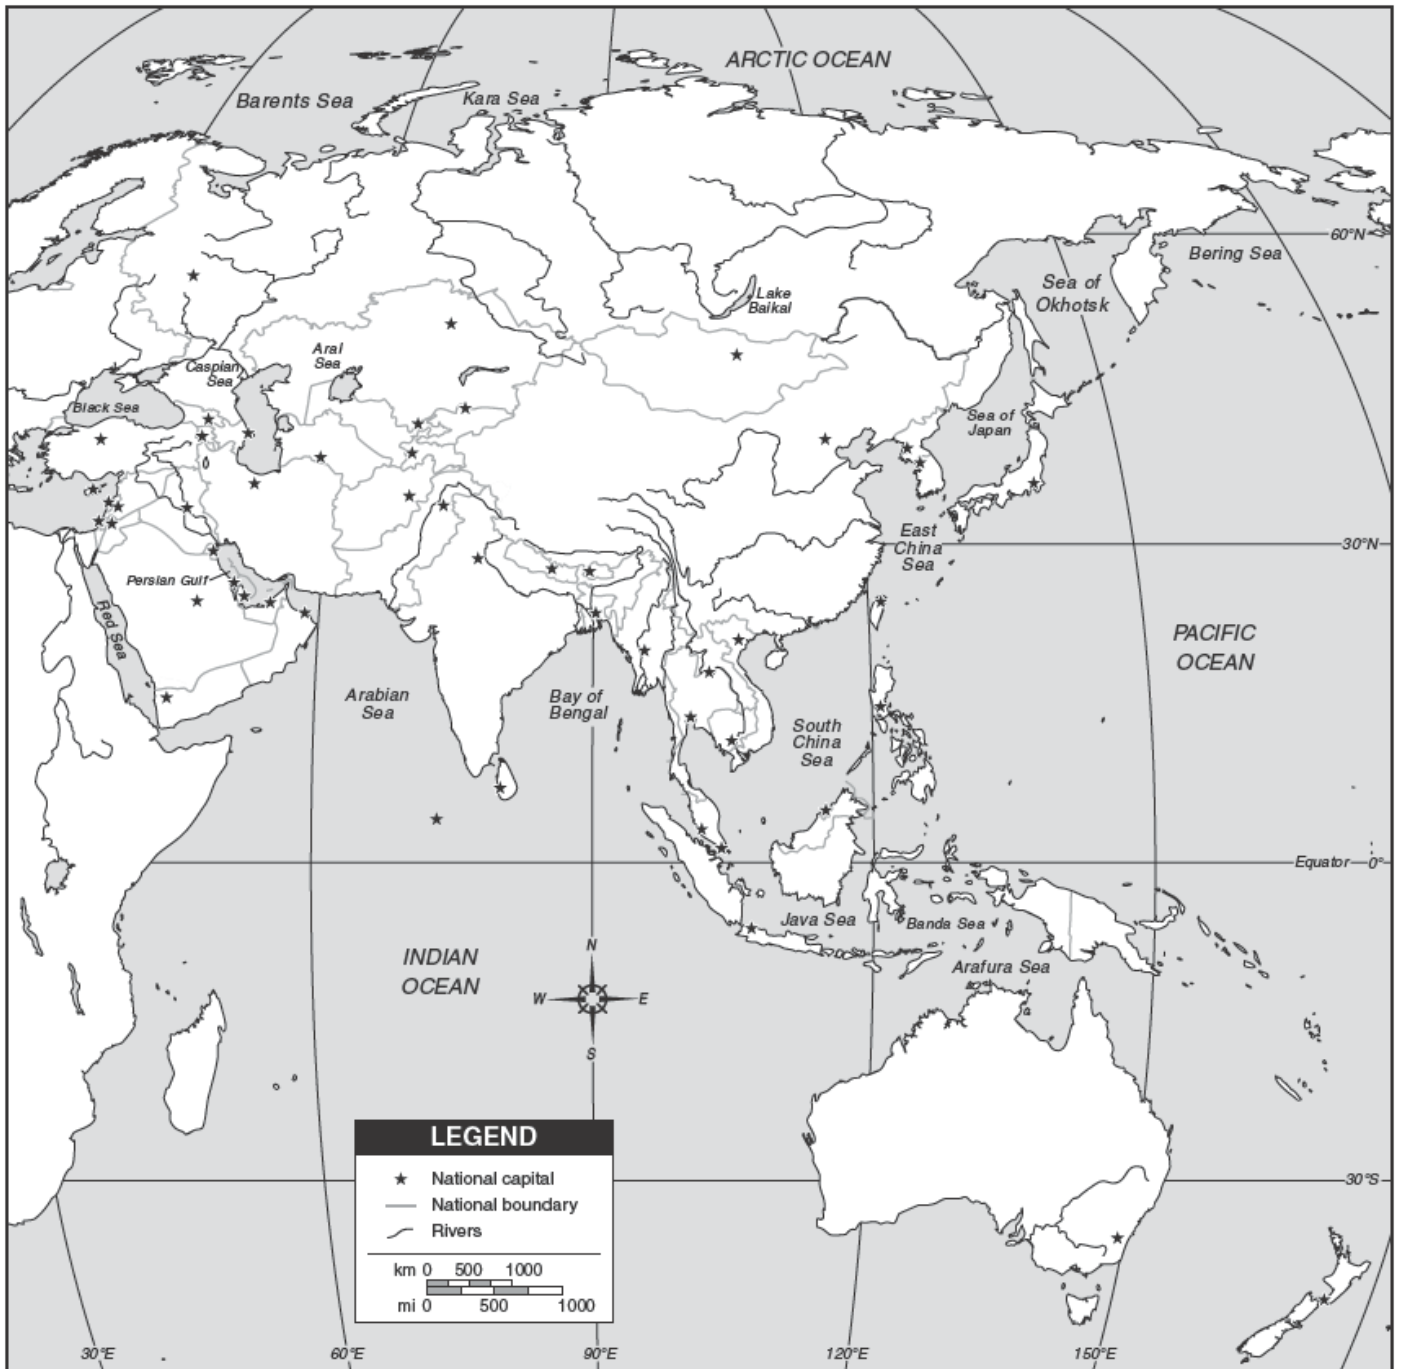 ARCTIC OCEAN
Barents Sea
Kara Sea
60°N
Bering Sea
Sea of
Okhotsk
Lake
Baikal
Aral
Sea
Caspian
Sea
Black Sea
Sea of
Japan
East
China
Sea
30°N
Persian Gulf
Red Sea
PACIFIC
OCEAN
Arabian
Sea
Bay of
Bengal
South
China
Sea
Equator
0°
Java Sea
Banda Sea
Arafura Sea
INDIAN
OCEAN
N
W
E
S
LEGEND
National capital
National boundary
Rivers
km 0 500 1000
mi 0 500 1000
30°S
30°E
60°E
90°E
120°E
150°E